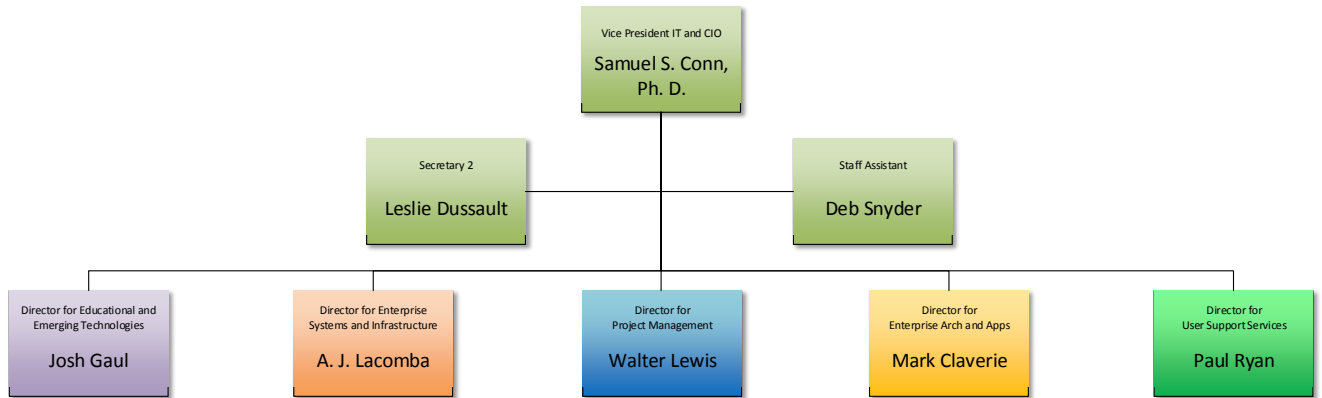 Vice President IT and CIO
Samuel S. Conn,
Ph. D.
Secretary 2
Leslie Dussault
Staff Assistant
Deb Snyder
Director for Educational and
Emerging Technologies
Josh Gaul
Director for Enterprise
Systems and Infrastructure
A. J. Lacomba
Director for
Project Management
Walter Lewis
Director for
Enterprise Arch and Apps
Mark Claverie
Director for
User Support Services
Paul Ryan